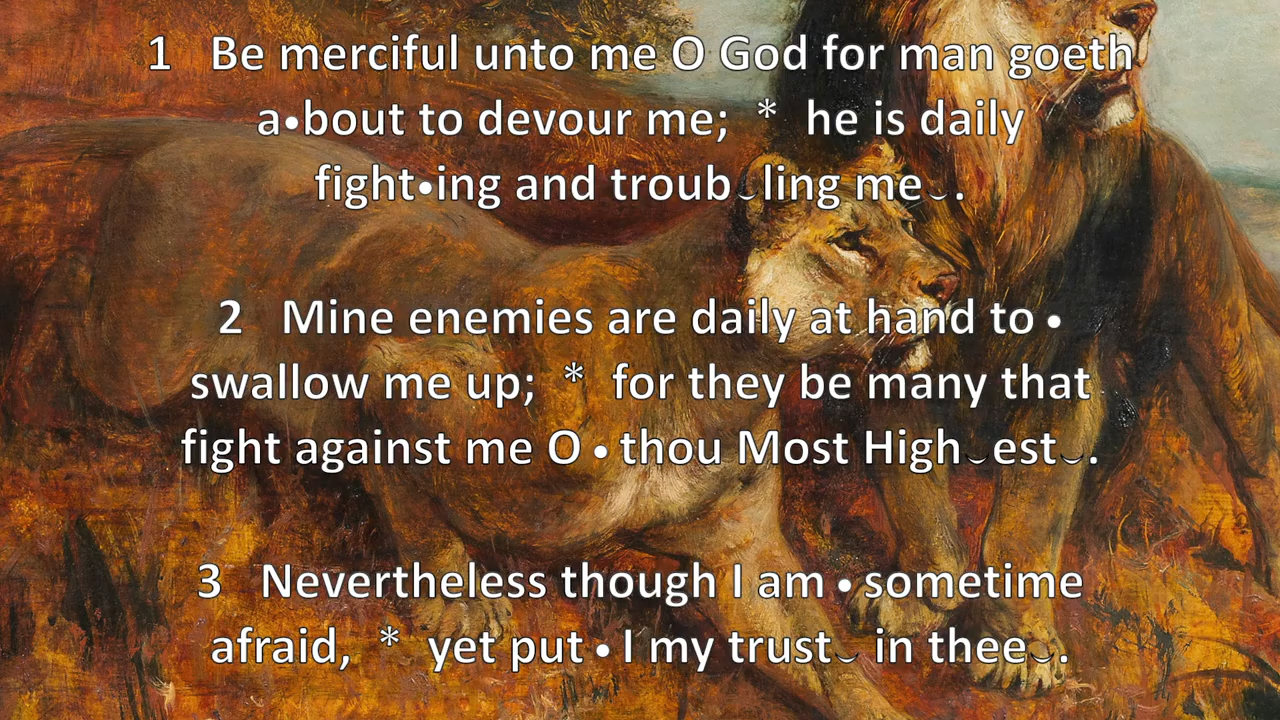 1 Be merciful unto me O God for man goeth
a•bout to devour me; * he is daily
fight•ing and troub‿ling me‿.
2 Mine enemies are daily at hand to •
swallow me up; * for they be many that
fight against me O • thou Most High‿est‿.
3 Nevertheless though I am • sometime
afraid, * yet put • I my trust‿ in thee‿.